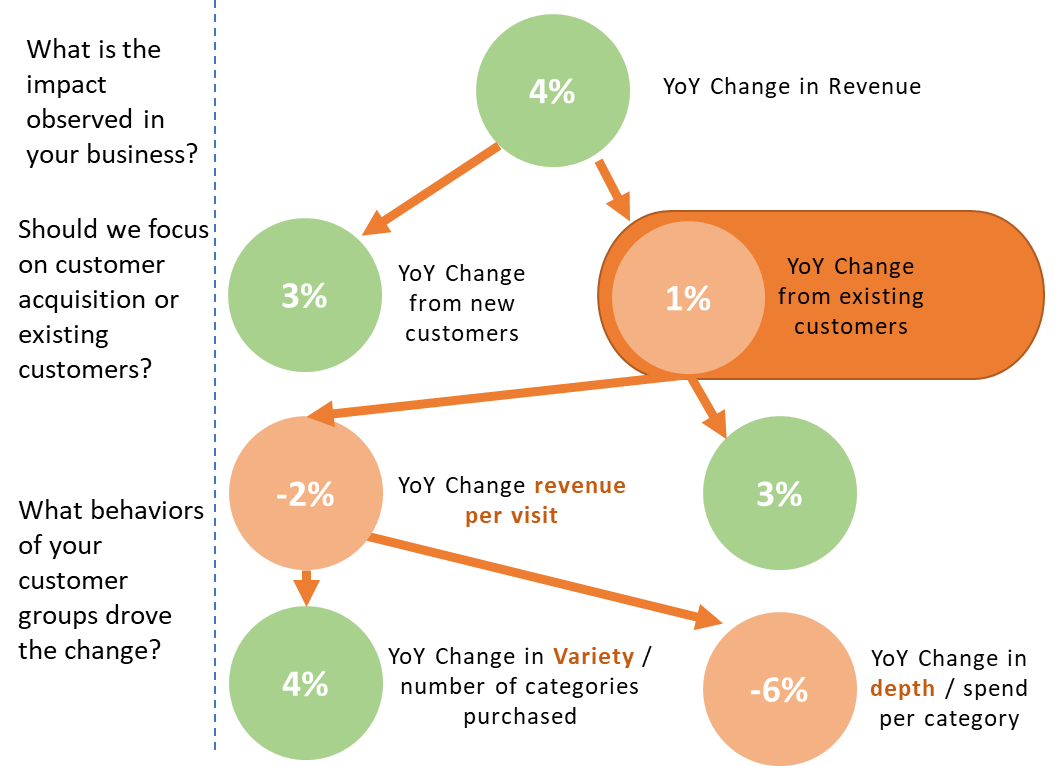 What is the
impact
observed in
your business?
4%
YoY Change in Revenue
Should we focus
on customer
acquisition or
existing
customers?
3%
YoY Change
from new
customers
1%
YoY Change
from existing
customers
What behaviors
of your
customer
groups drove
the change?
-2%
YoY Change revenue
per visit
3%
4%
YoY Change in Variety /
number of categories
purchased
-6%
YoY Change in
depth / spend
per category